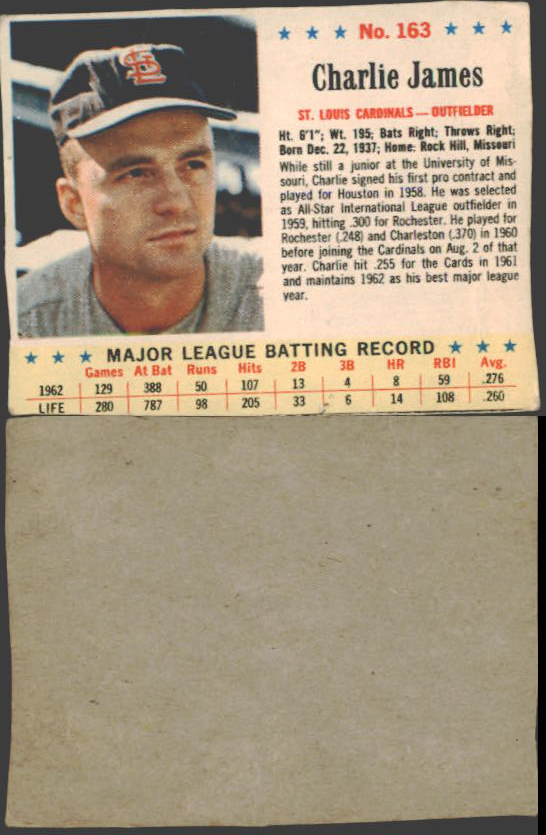 No. 163
Charlie James
ST. LOUIS CARDINALS — OUTFIELDER
Ht. 6'1"; Wt. 195; Bats Right; Throws Right;
Born Dec. 22, 1937; Home: Rock Hill, Missouri
While still a junior at the University of Mis-
souri, Charlie signed his first pro contract and
played for Houston in 1958. He was selected
as All-Star International League outfielder in
1959, hitting .300 for Rochester. He played for
Rochester (.248) and Charleston (.370) in 1960
before joining the Cardinals on Aug. 2 of that
year. Charlie hit .255 for the Cards in 1961
and maintains 1962 as his best major league
year.
MAJOR LEAGUE BATTING RECORD
Games At Bat Runs Hits 2B 3B HR RBI Avg.
1962 129 388 50 107 13 4 8 59 .276
LIFE 280 787 98 205 33 6 14 108 .260
StL